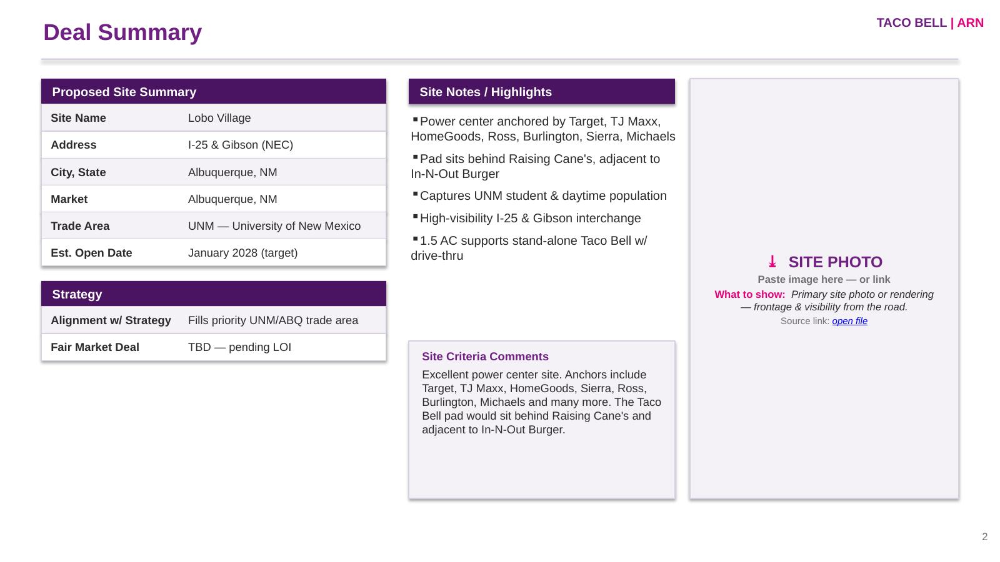 Deal Summary
TACO BELL | ARN
Proposed Site Summary
Site Name Lobo Village
Address I-25 & Gibson (NEC)
City, State Albuquerque, NM
Market Albuquerque, NM
Trade Area UNM — University of New Mexico
Est. Open Date January 2028 (target)
Strategy
Alignment w/ Strategy Fills priority UNM/ABQ trade area
Fair Market Deal TBD — pending LOI
Site Notes / Highlights
▪Power center anchored by Target, TJ Maxx,
HomeGoods, Ross, Burlington, Sierra, Michaels
▪Pad sits behind Raising Cane's, adjacent to
In-N-Out Burger
▪Captures UNM student & daytime population
▪High-visibility I-25 & Gibson interchange
▪1.5 AC supports stand-alone Taco Bell w/
drive-thru
Site Criteria Comments
Excellent power center site. Anchors include
Target, TJ Maxx, HomeGoods, Sierra, Ross,
Burlington, Michaels and many more. The Taco
Bell pad would sit behind Raising Cane's and
adjacent to In-N-Out Burger.
⤓ SITE PHOTO
Paste image here — or link
What to show: Primary site photo or rendering
— frontage & visibility from the road.
Source link: open file
2